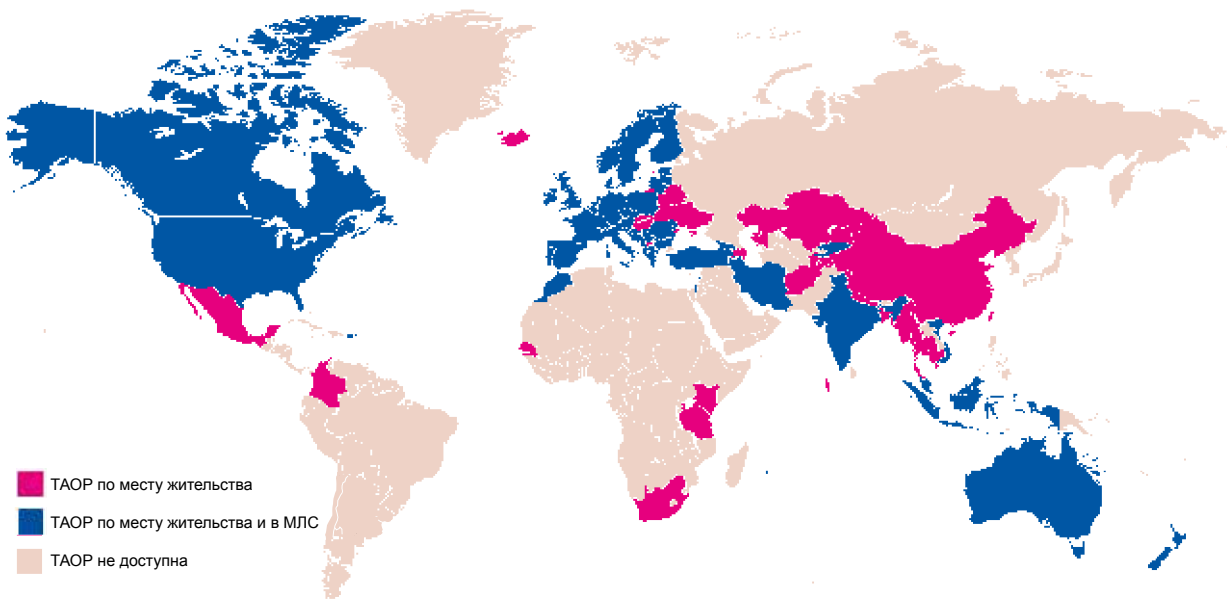 ТАОР по месту жительства
ТАОР по месту жительства и в МЛС
ТАОР не доступна